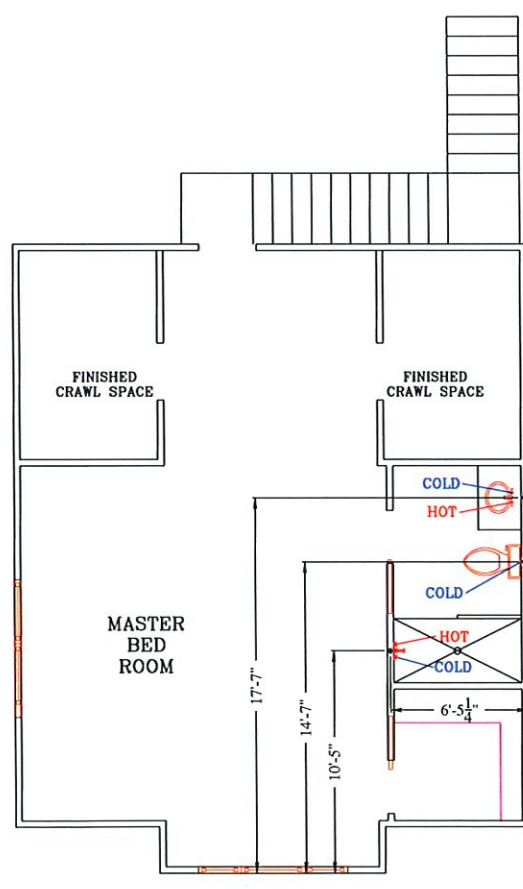 FINISHED
CRAWL SPACE
FINISHED
CRAWL SPACE
COLD
HOT
COLD
MASTER
BED
ROOM
HOT
COLD
17'-7"
14'-7"
10'-5"
6'-5 1/4"